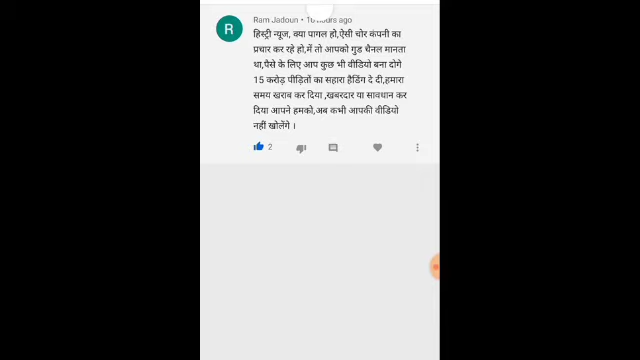 Ram Jadoun • 16 hours ago
R
हिस्ट्री न्यूज, क्या पागल हो,ऐसी चोर कंपनी का
प्रचार कर रहे हो,में तो आपको गुड चैनल मानता
था,पैसे के लिए आप कुछ भी वीडियो बना दोगे
15 करोड़ पीड़ितों का सहारा हैडिंग दे दी,हमारा
समय खराब कर दिया ,खबरदार या सावधान कर
दिया आपने हमको,अब कभी आपकी वीडियो
नहीं खोलेंगे ।
2